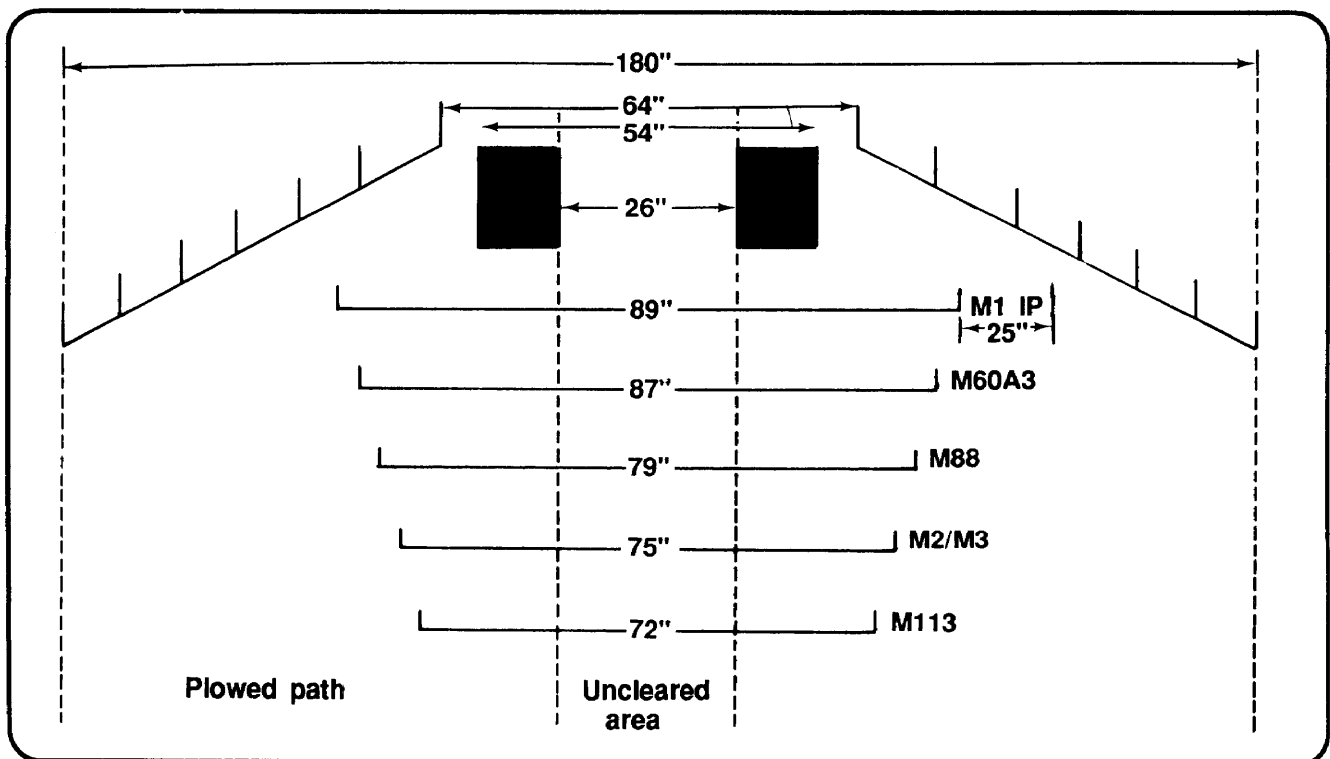 180"
64"
54"
26"
89"
M1 IP
25"
87"
M60A3
79"
M88
75"
M2/M3
72"
M113
Plowed path
Uncleared
area